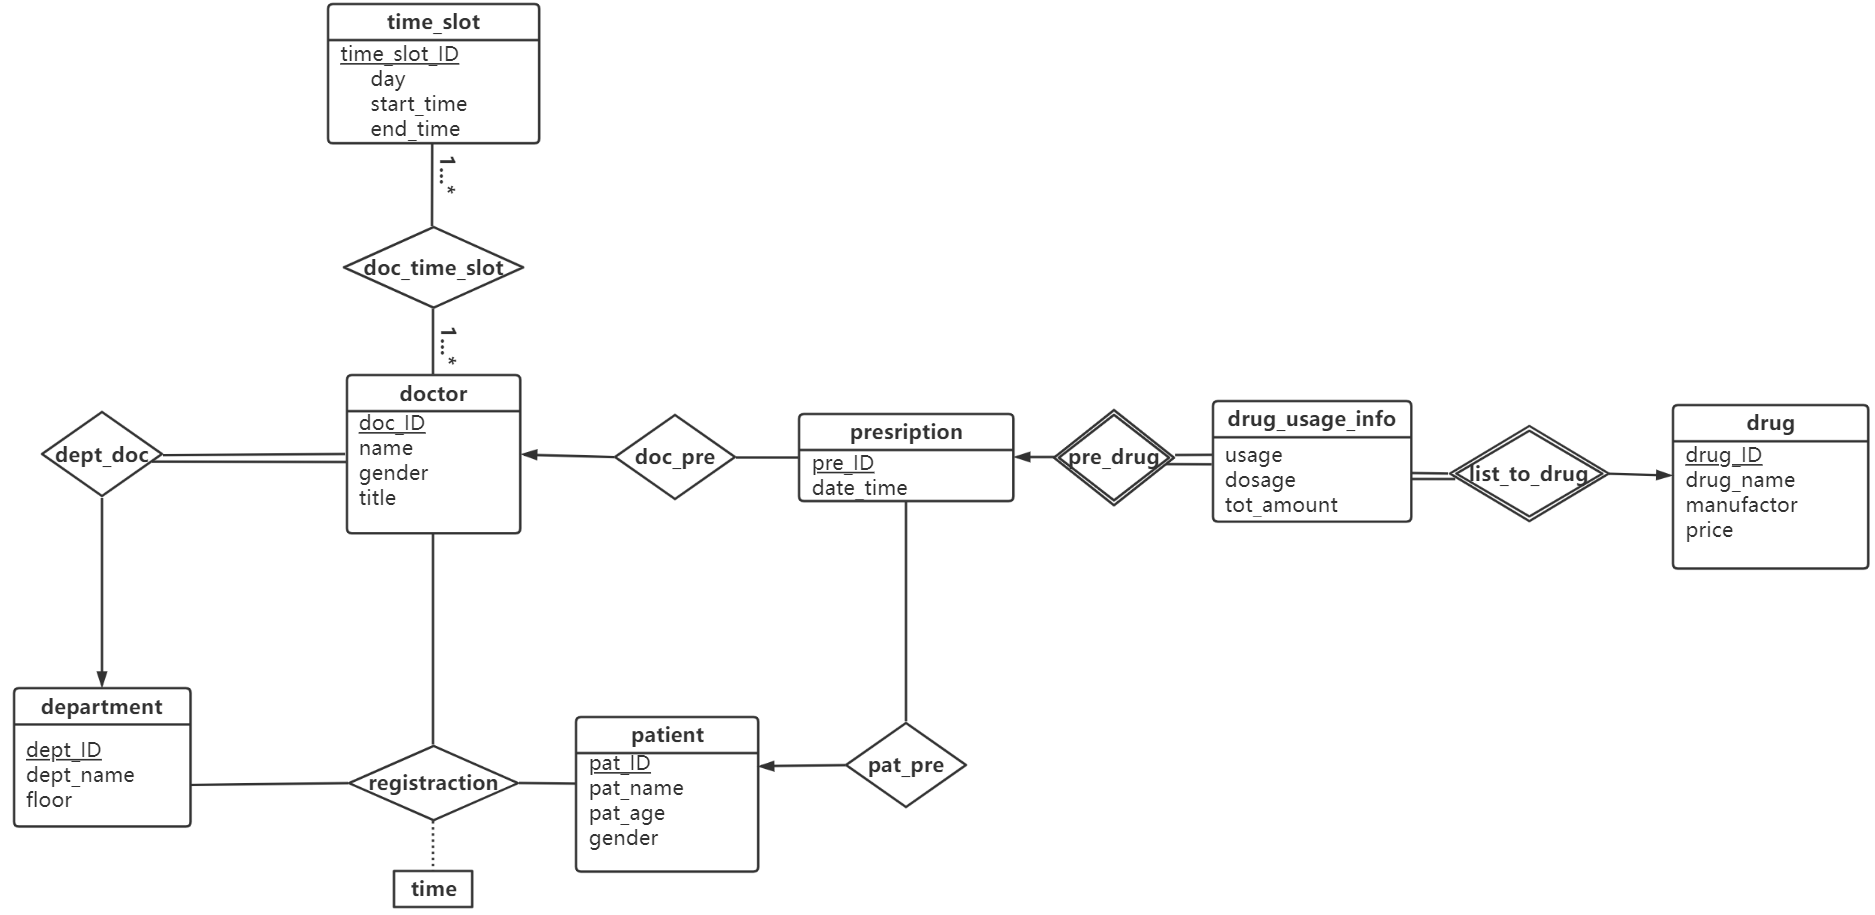 time_slot
time_slot_ID
day
start_time
end_time
1...*
doc_time_slot
1...*
doctor
doc_ID
name
gender
title
dept_doc
doc_pre
presription
pre_ID
date_time
pre_drug
drug_usage_info
usage
dosage
tot_amount
list_to_drug
drug
drug_ID
drug_name
manufactor
price
department
dept_ID
dept_name
floor
registraction
patient
pat_ID
pat_name
pat_age
gender
pat_pre
time